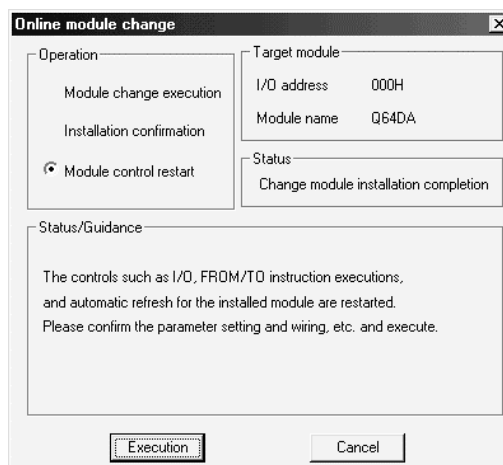 Online module change
Operation
Module change execution
Installation confirmation
Module control restart
Target module
I/O address 000H
Module name Q64DA
Status
Change module installation completion
Status/Guidance
The controls such as I/O, FROM/TO instruction executions,
and automatic refresh for the installed module are restarted.
Please confirm the parameter setting and wiring, etc. and execute.
Execution Cancel